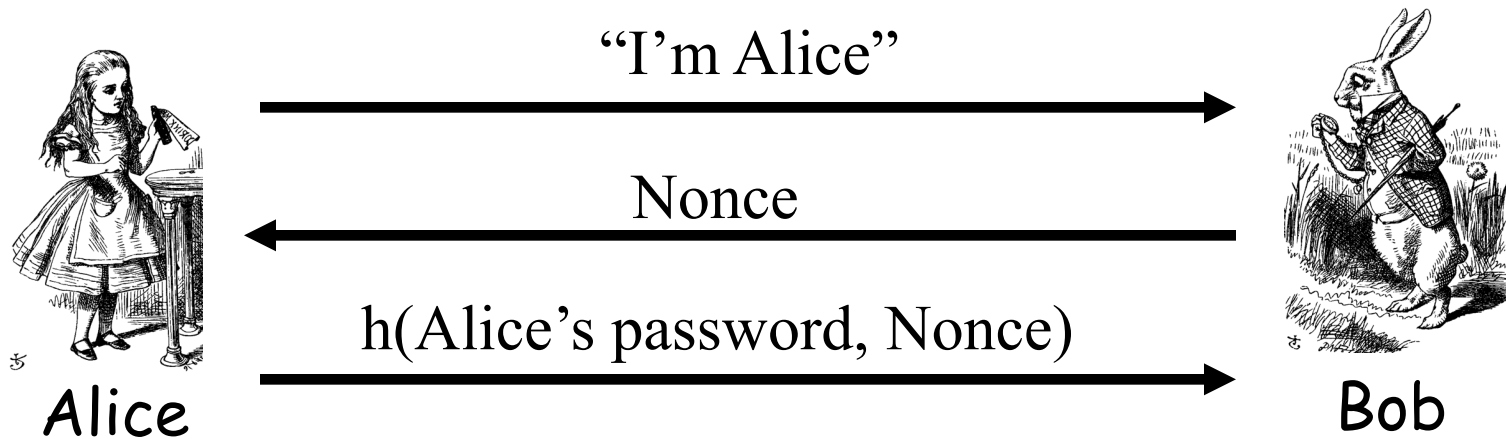 “I’m Alice”
Nonce
h(Alice’s password, Nonce)
Alice
Bob